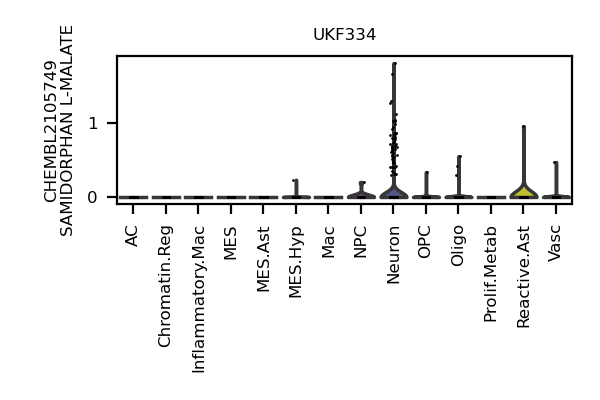 UKF334
CHEMBL2105749
SAMIDORPHAN L-MALATE
1
0
AC
Chromatin.Reg
Inflammatory.Mac
MES
MES.Ast
MES.Hyp
Mac
NPC
Neuron
OPC
Oligo
Prolif.Metab
Reactive.Ast
Vasc